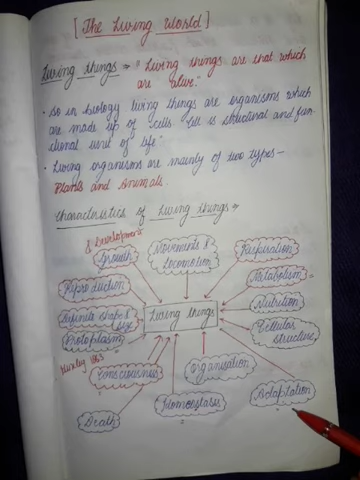 [The Living World]
Living things ⇒ "Living things are that which
are alive."
• So in biology living things are organisms which
are made up of cells. Cell is structural and fun-
ctional unit of life"
• Living organisms are mainly of two types-
Plants and Animals.
Characteristics of Living things ⇒
& Development
Growth
Movements &
Locomotion
Respiration
Reproduction
Metabolism
Definite shape &
size
Living things
Nutrition
Protoplasm
Cellular
structure
Huxley 1863
Consciousness
Organisation
Homoeostasis
Adaptation
Death